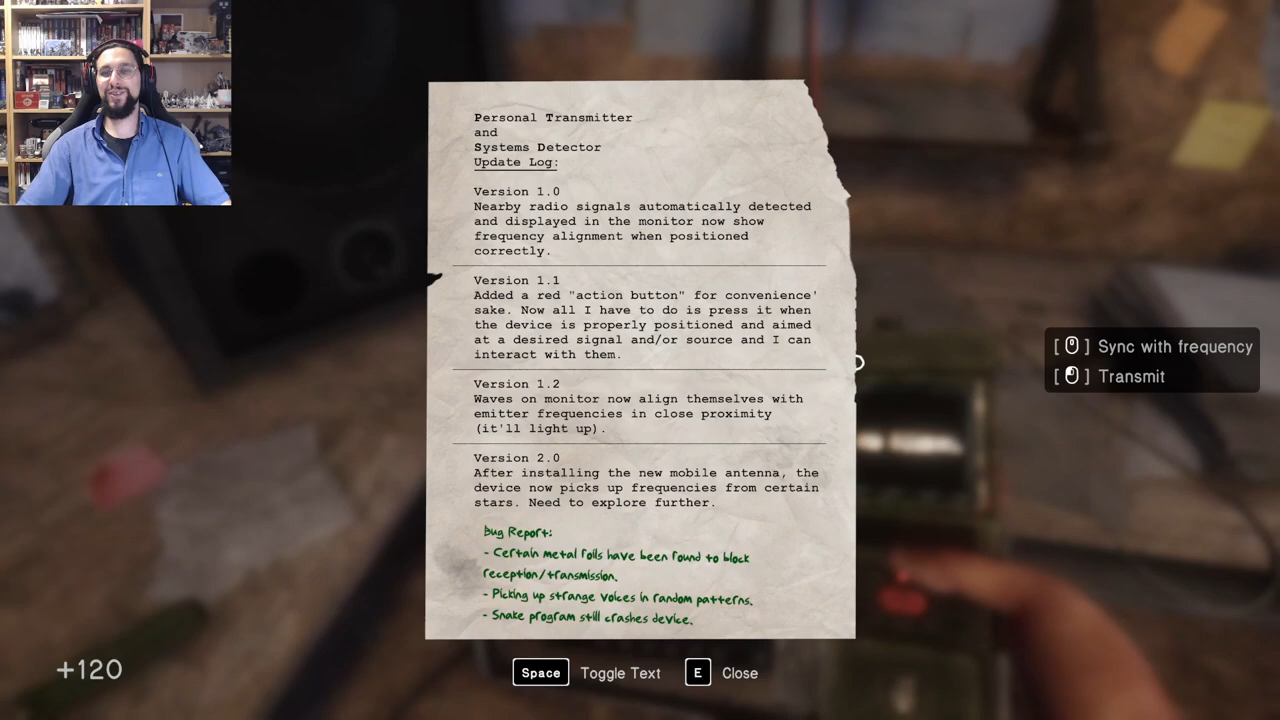 Personal Transmitter
and
Systems Detector
Update Log:
Version 1.0
Nearby radio signals automatically detected
and displayed in the monitor now show
frequency alignment when positioned
correctly.
Version 1.1
Added a red "action button" for convenience'
sake. Now all I have to do is press it when
the device is properly positioned and aimed
at a desired signal and/or source and I can
interact with them.
Version 1.2
Waves on monitor now align themselves with
emitter frequencies in close proximity
(it'll light up).
Version 2.0
After installing the new mobile antenna, the
device now picks up frequencies from certain
stars. Need to explore further.
Bug Report:
- Certain metal foils have been found to block
reception/transmission.
- Picking up strange voices in random patterns.
- Snake program still crashes device.
[ ] Sync with frequency
[ ] Transmit
+120
Space Toggle Text E Close